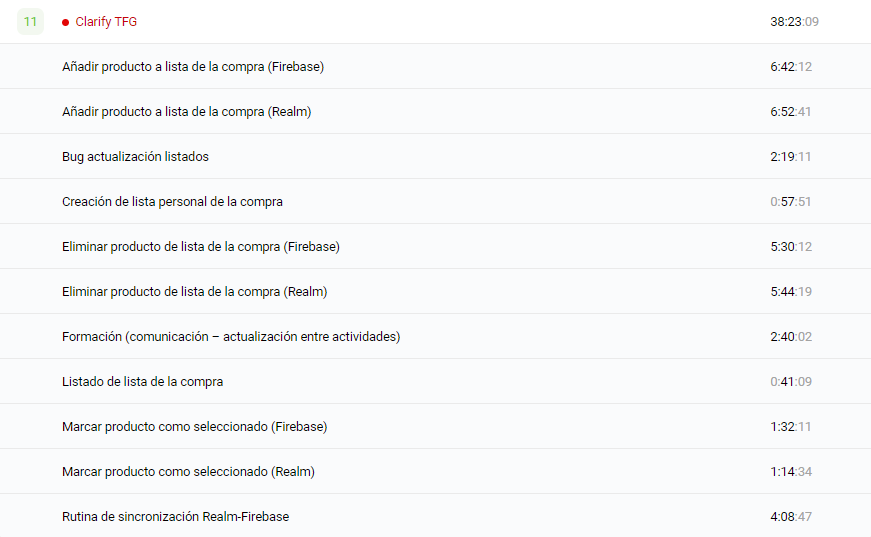 11 Clarify TFG 38:23:09
Añadir producto a lista de la compra (Firebase) 6:42:12
Añadir producto a lista de la compra (Realm) 6:52:41
Bug actualización listados 2:19:11
Creación de lista personal de la compra 0:57:51
Eliminar producto de lista de la compra (Firebase) 5:30:12
Eliminar producto de lista de la compra (Realm) 5:44:19
Formación (comunicación – actualización entre actividades) 2:40:02
Listado de lista de la compra 0:41:09
Marcar producto como seleccionado (Firebase) 1:32:11
Marcar producto como seleccionado (Realm) 1:14:34
Rutina de sincronización Realm-Firebase 4:08:47